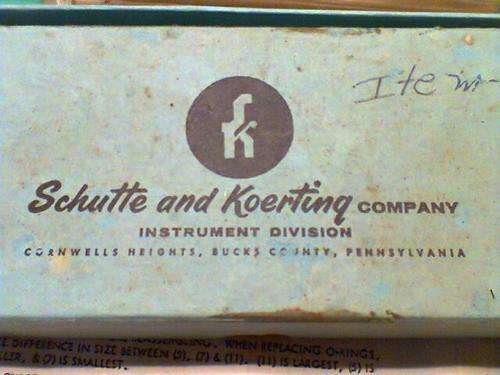 Item
SK
Schutte and Koerting COMPANY
INSTRUMENT DIVISION
CORNWELLS HEIGHTS, BUCKS COUNTY, PENNSYLVANIA
DIFFERENCE IN SIZE BETWEEN (5), (7) & (11). WHEN REPLACING O-RINGS,
& (7) IS SMALLEST. (11) IS LARGEST, (5) IS